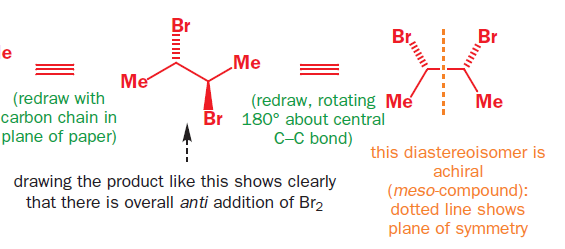 e
Br
Me
Me
Br
Br
Br
Me
Me
(redraw with
carbon chain in
plane of paper)
(redraw, rotating
180° about central
C–C bond)
this diastereoisomer is
achiral
(meso-compound):
dotted line shows
plane of symmetry
drawing the product like this shows clearly
that there is overall anti addition of Br2